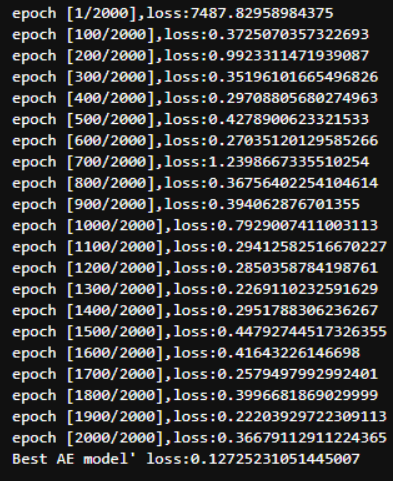 epoch [1/2000],loss:7487.82958984375
epoch [100/2000],loss:0.3725070357322693
epoch [200/2000],loss:0.9923311471939087
epoch [300/2000],loss:0.35196101665496826
epoch [400/2000],loss:0.29708805680274963
epoch [500/2000],loss:0.4278900623321533
epoch [600/2000],loss:0.27035120129585266
epoch [700/2000],loss:1.2398667335510254
epoch [800/2000],loss:0.36756402254104614
epoch [900/2000],loss:0.394062876701355
epoch [1000/2000],loss:0.7929007411003113
epoch [1100/2000],loss:0.29412582516670227
epoch [1200/2000],loss:0.2850358784198761
epoch [1300/2000],loss:0.2269110232591629
epoch [1400/2000],loss:0.2951788306236267
epoch [1500/2000],loss:0.44792744517326355
epoch [1600/2000],loss:0.41643226146698
epoch [1700/2000],loss:0.2579497992992401
epoch [1800/2000],loss:0.3996681869029999
epoch [1900/2000],loss:0.22203929722309113
epoch [2000/2000],loss:0.36679112911224365
Best AE model' loss:0.12725231051445007